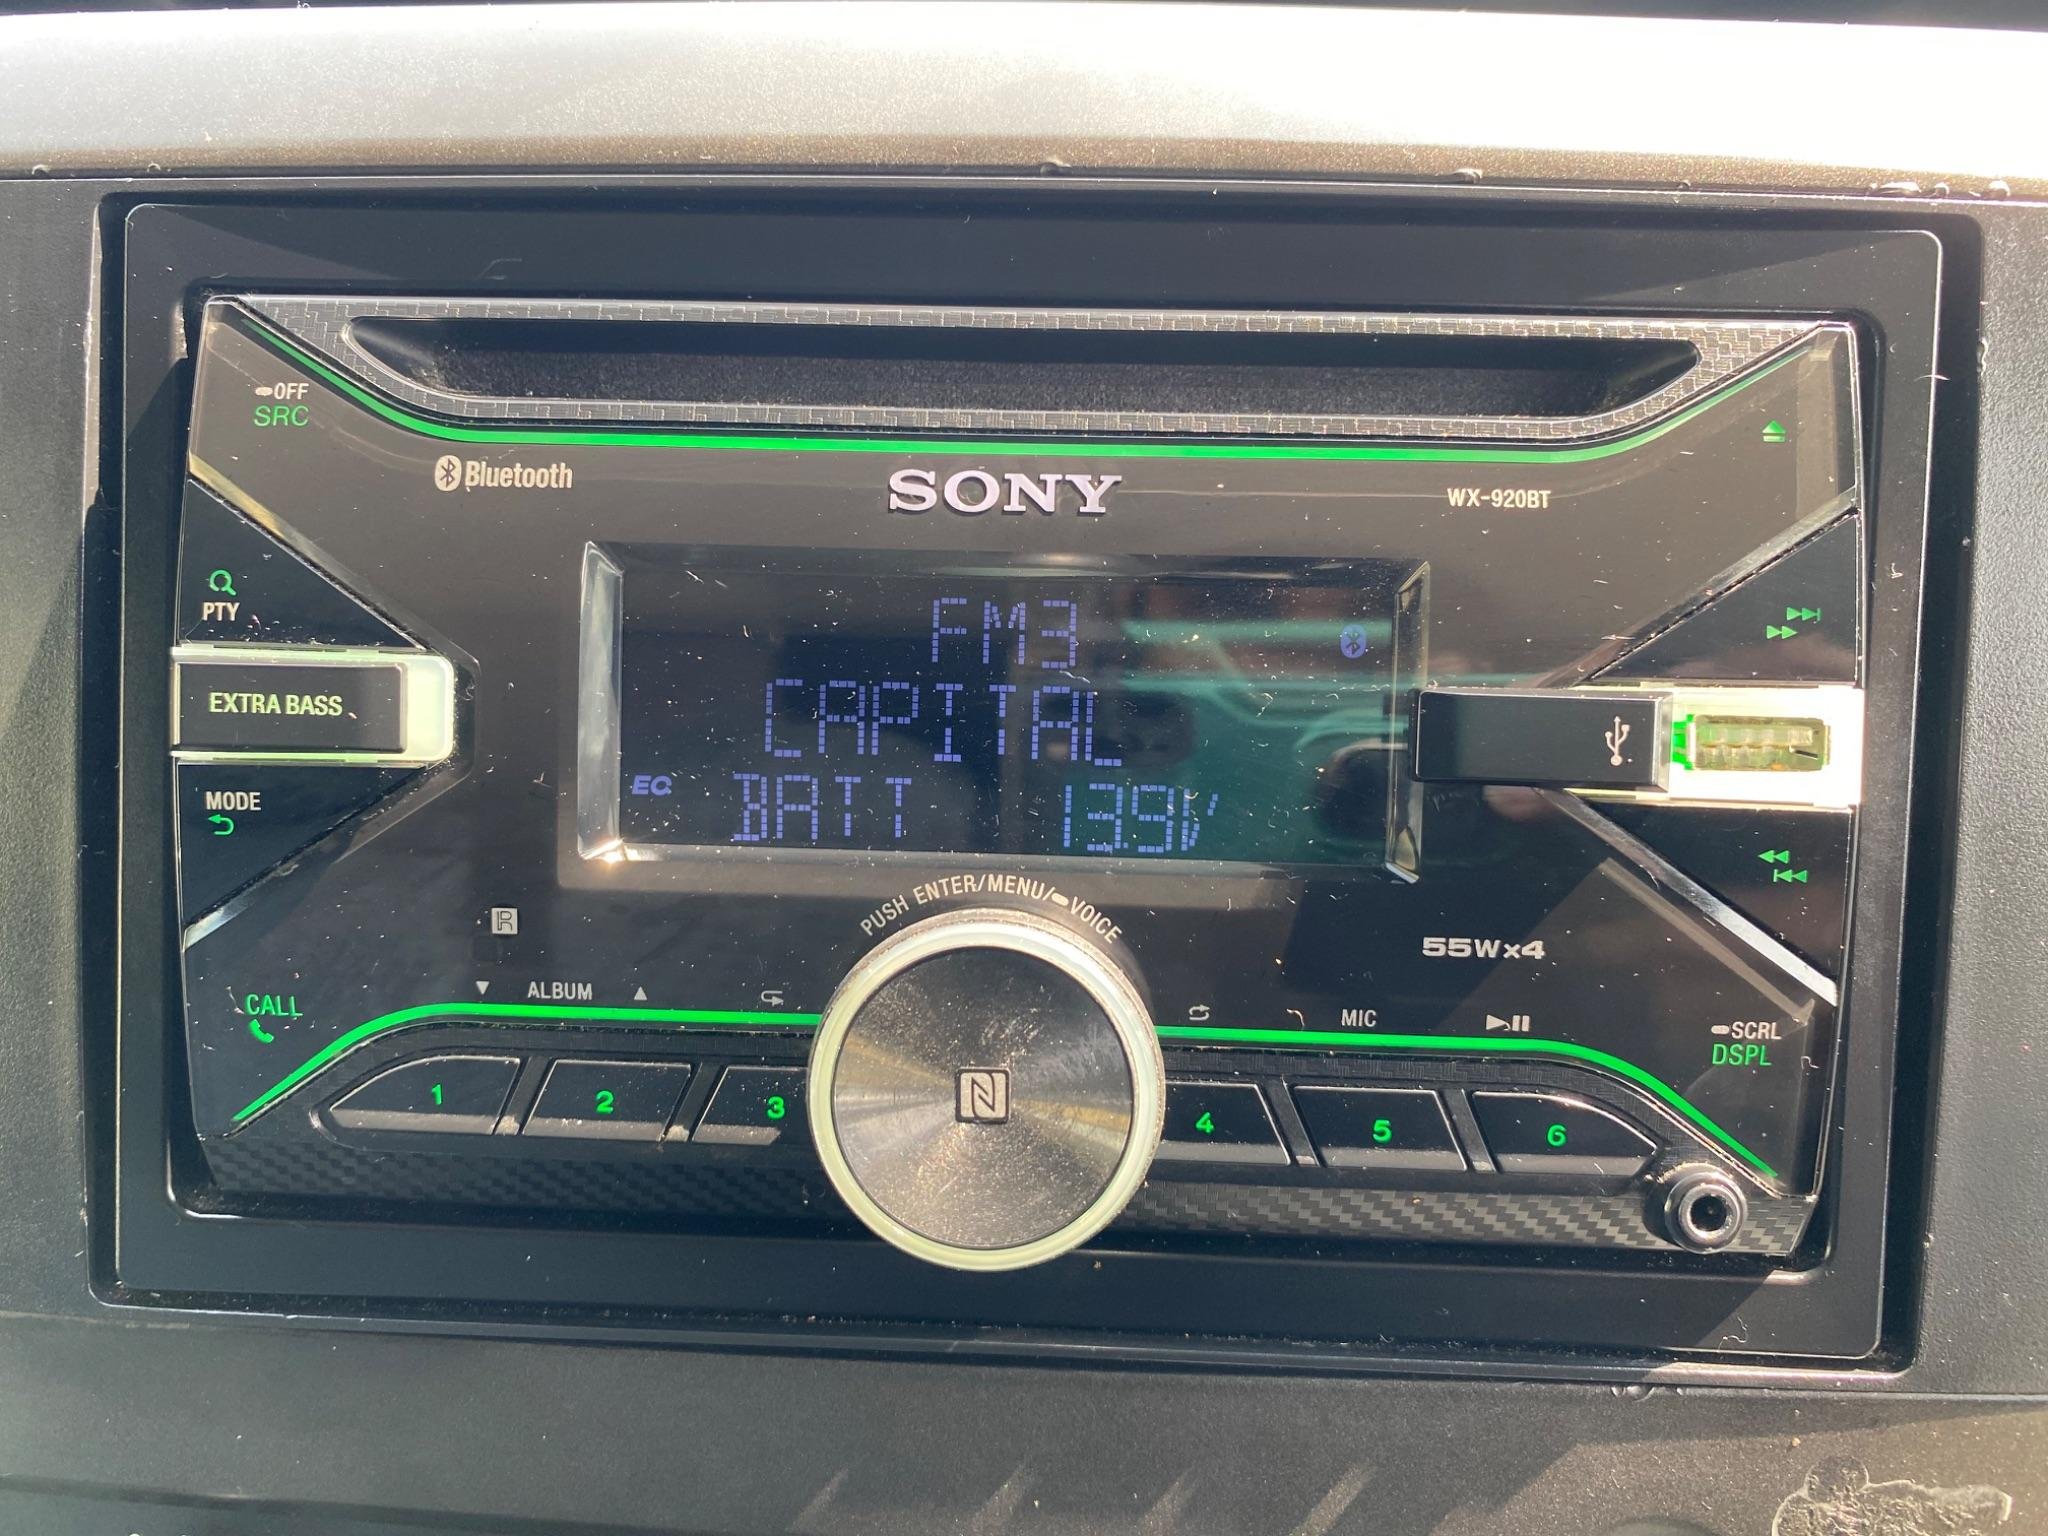 OFF
SRC
Bluetooth
SONY
WX-920BT
PTY
EXTRA BASS
MODE
FM3
CAPITAL
EQ
BATT 13.9V
PUSH ENTER/MENU/ VOICE
55W×4
CALL
ALBUM
MIC
SCRL
DSPL
1
2
3
4
5
6